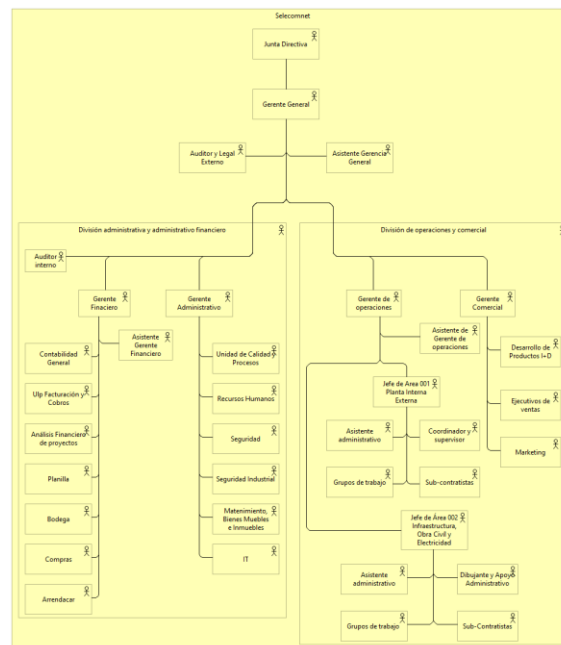 Selecomnet
Junta Directiva
Gerente General
Auditor y Legal
Externo
Asistente Gerencia
General
División administrativa y administrativo financiero
Auditor
interno
Gerente
Finaciero
Gerente
Administrativo
Asistente
Gerente
Financiero
Contabilidad
General
Ulp Facturación y
Cobros
Análisis Financiero
de proyectos
Planilla
Bodega
Compras
Arrendacar
Unidad de Calidad y
Procesos
Recursos Humanos
Seguridad
Seguridad Industrial
Matenimiento,
Bienes Muebles
e Inmuebles
IT
División de operaciones y comercial
Gerente de
operaciones
Gerente
Comercial
Asistente de
Gerente de
operaciones
Desarrollo de
Productos I+D
Ejecutivos de
ventas
Marketing
Jefe de Area 001
Planta Interna
Externa
Asistente
administrativo
Coordinador y
supervisor
Grupos de trabajo
Sub-contratistas
Jefe de Área 002
Infraestructura,
Obra Civil y
Electricidad
Asistente
administrativo
Dibujante y Apoyo
Administrativo
Grupos de trabajo
Sub-Contratistas